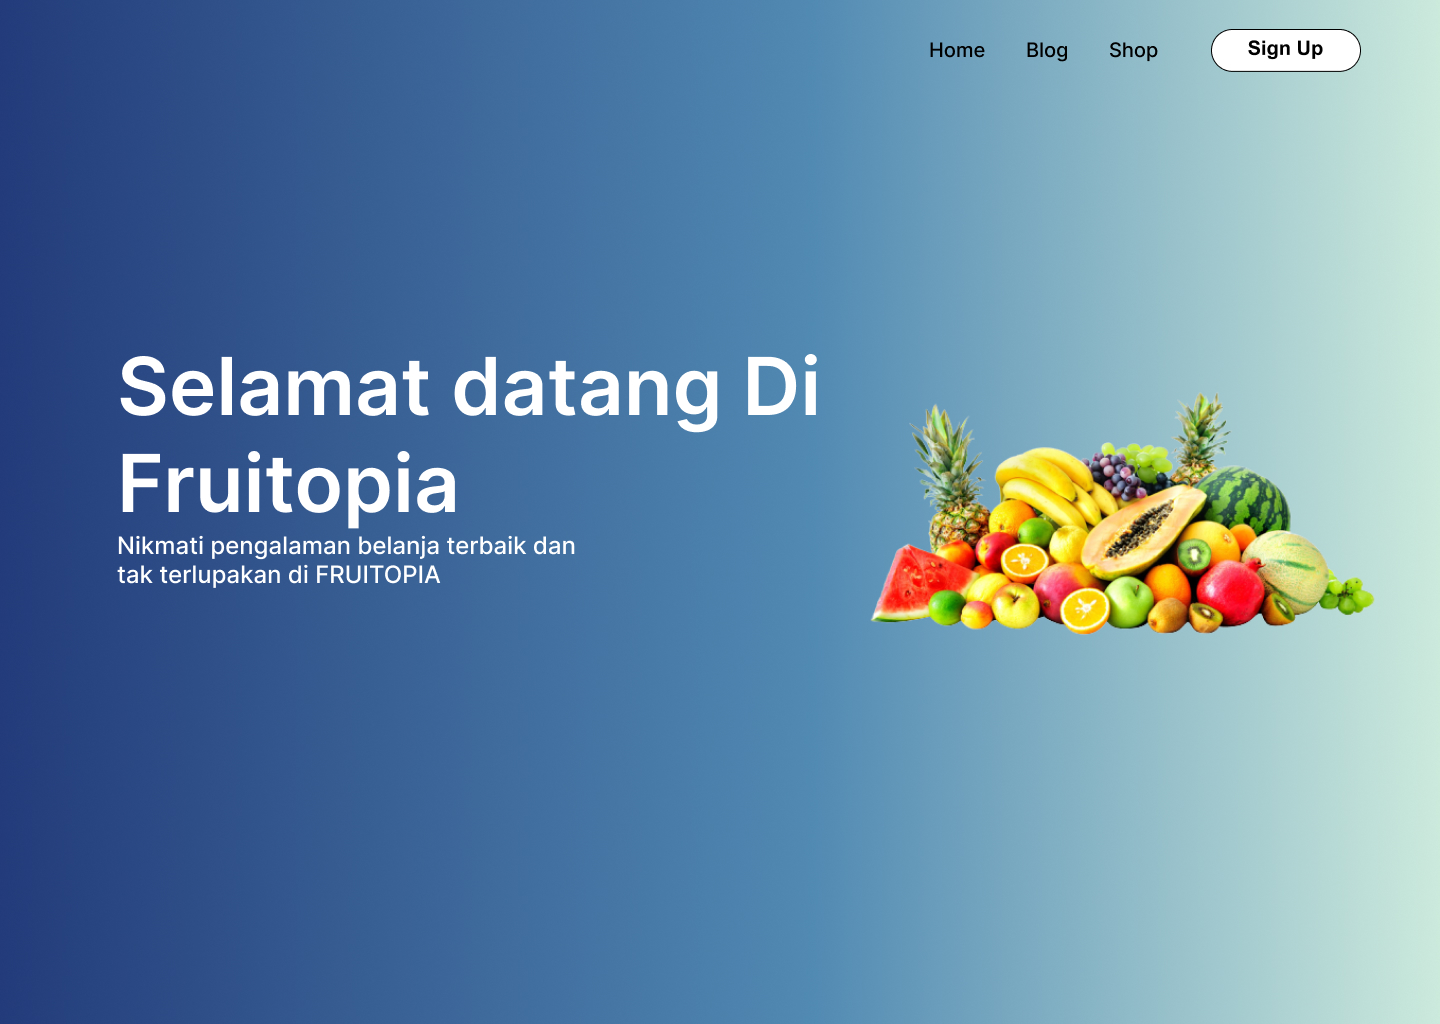 Home Blog Shop Sign Up
Selamat datang Di
Fruitopia
Nikmati pengalaman belanja terbaik dan
tak terlupakan di FRUITOPIA